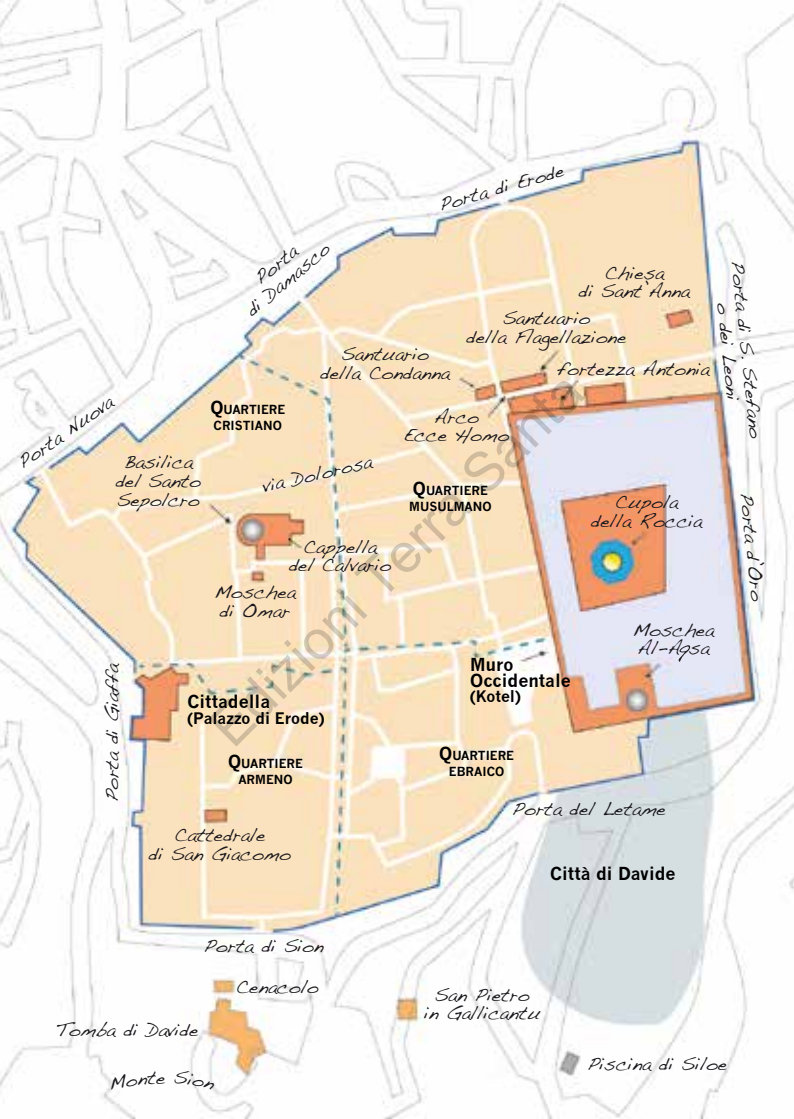 Porta di Erode
Porta
di Damasco
Chiesa
di Sant'Anna
Porta di S. Stefano
o dei Leoni
Santuario
della Flagellazione
Santuario
della Condanna
fortezza Antonia
Porta Nuova
QUARTIERE
CRISTIANO
Arco
Ecce Homo
Basilica
del Santo
Sepolcro
via Dolorosa
QUARTIERE
MUSULMANO
Cupola
della Roccia
Porta d'Oro
Cappella
del Calvario
Moschea
di Omar
Moschea
Al-Aqsa
Muro
Occidentale
(Kotel)
Porta di Giaffa
Cittadella
(Palazzo di Erode)
QUARTIERE
ARMENO
QUARTIERE
EBRAICO
Porta del Letame
Cattedrale
di San Giacomo
Città di Davide
Porta di Sion
Cenacolo
San Pietro
in Gallicantu
Tomba di Davide
Piscina di Siloe
Monte Sion
Edizioni Terra Santa